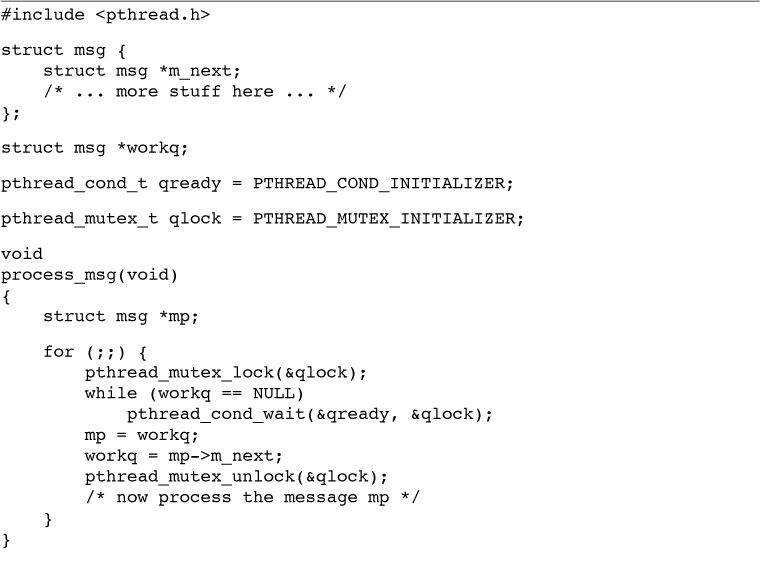 #include <pthread.h>
struct msg {
    struct msg *m_next;
    /* ... more stuff here ... */
};
struct msg *workq;
pthread_cond_t qready = PTHREAD_COND_INITIALIZER;
pthread_mutex_t qlock = PTHREAD_MUTEX_INITIALIZER;
void
process_msg(void)
{
    struct msg *mp;
    for (;;) {
        pthread_mutex_lock(&qlock);
        while (workq == NULL)
            pthread_cond_wait(&qready, &qlock);
        mp = workq;
        workq = mp->m_next;
        pthread_mutex_unlock(&qlock);
        /* now process the message mp */
    }
}